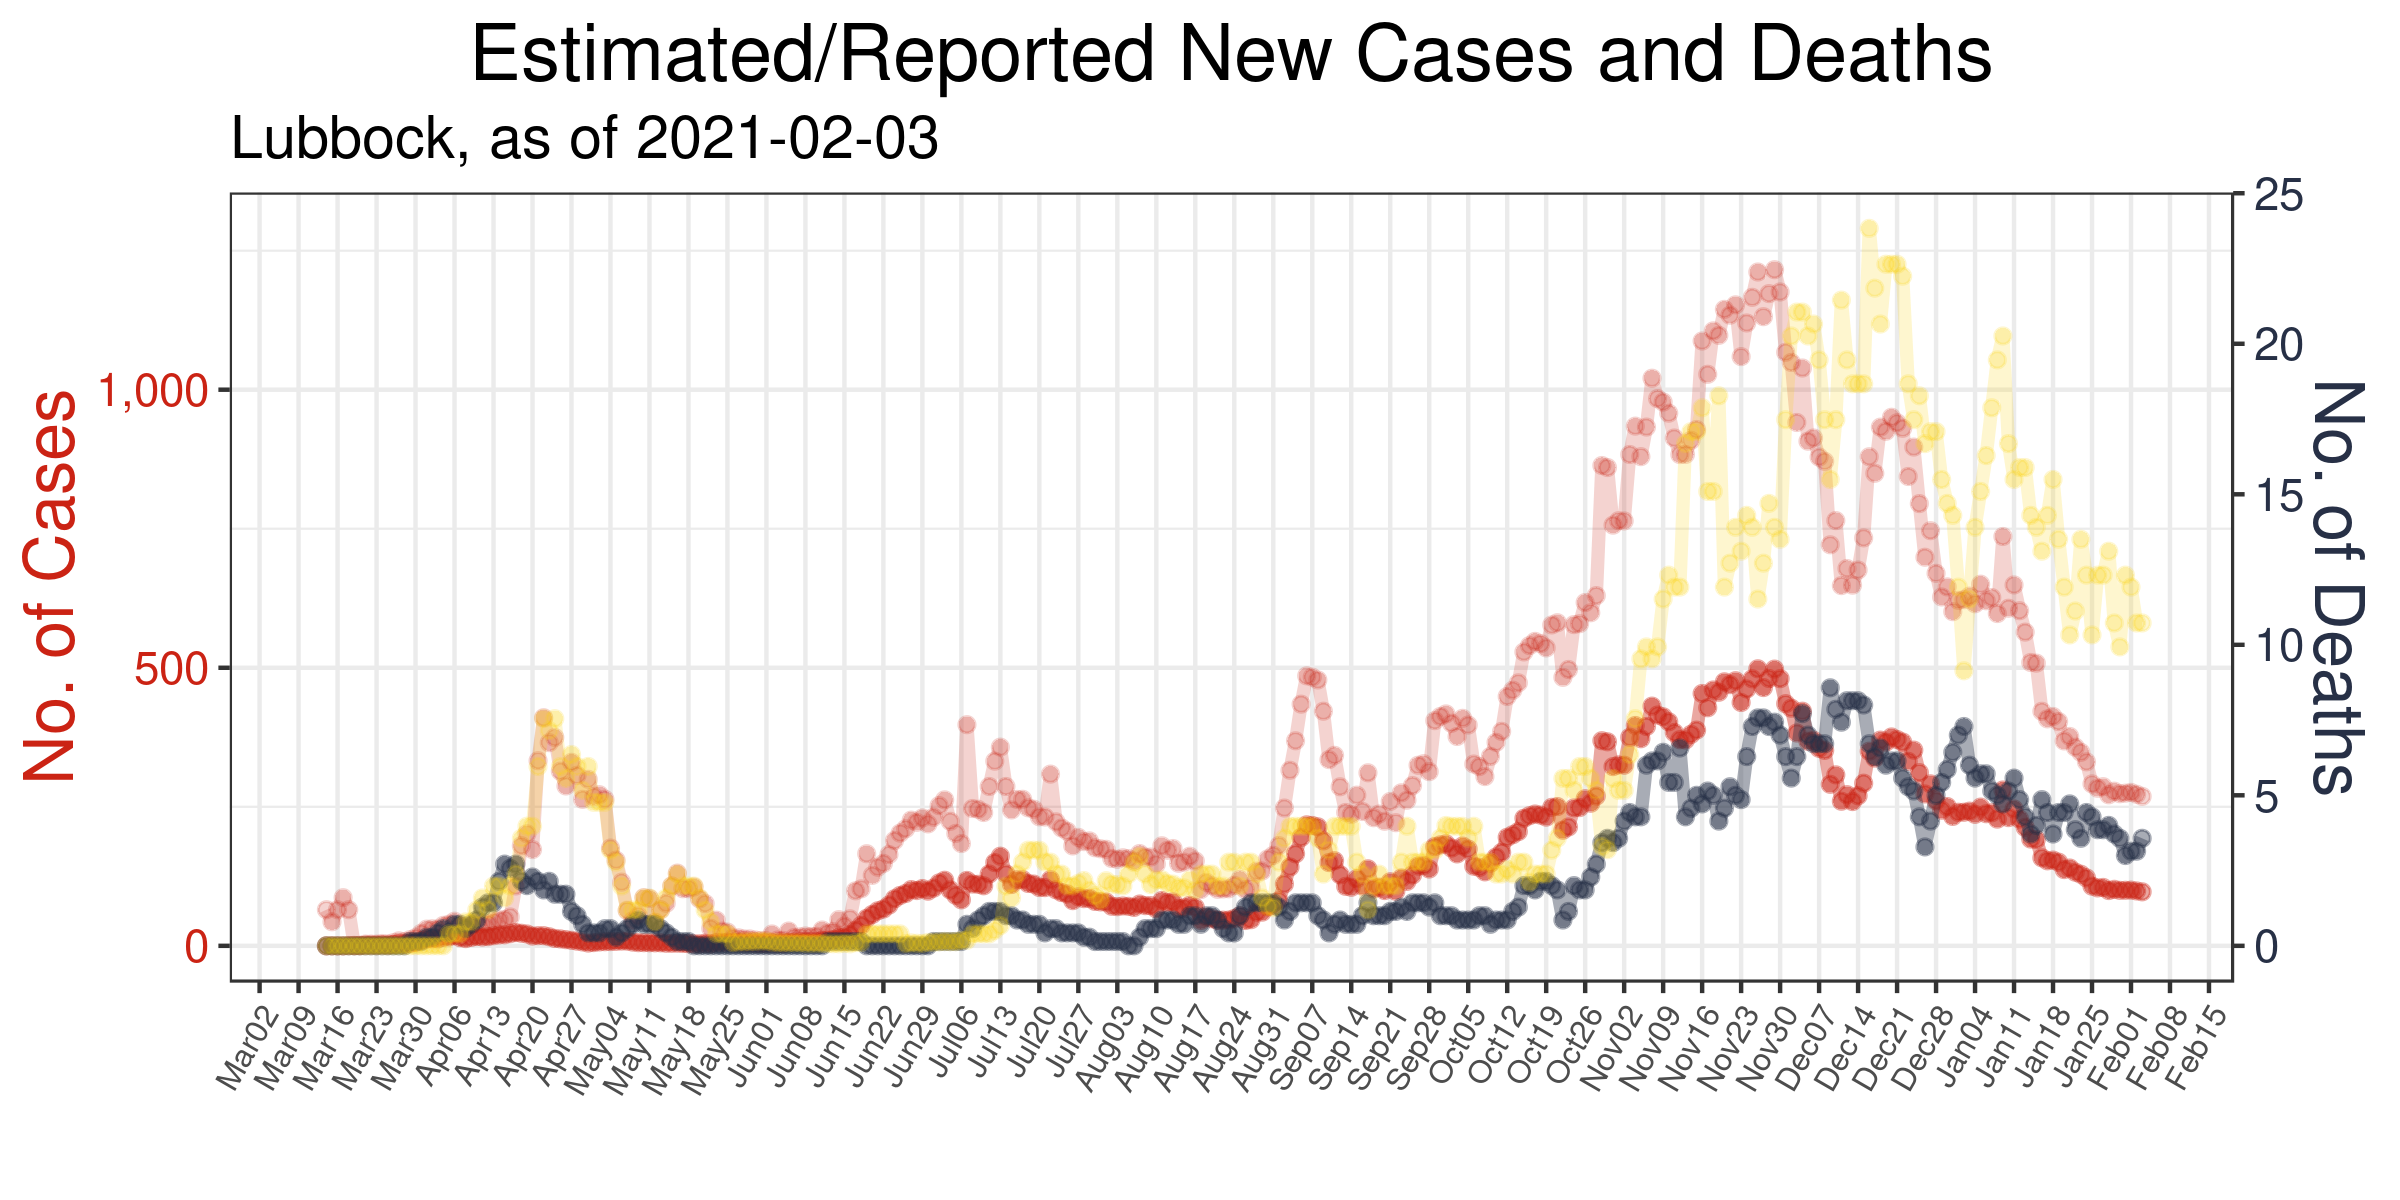 Estimated/Reported New Cases and Deaths
Lubbock, as of 2021-02-03
No. of Cases
1,000
500
0
No. of Deaths
25
20
15
10
5
0
Mar02
Mar09
Mar16
Mar23
Mar30
Apr06
Apr13
Apr20
Apr27
May04
May11
May18
May25
Jun01
Jun08
Jun15
Jun22
Jun29
Jul06
Jul13
Jul20
Jul27
Aug03
Aug10
Aug17
Aug24
Aug31
Sep07
Sep14
Sep21
Sep28
Oct05
Oct12
Oct19
Oct26
Nov02
Nov09
Nov16
Nov23
Nov30
Dec07
Dec14
Dec21
Dec28
Jan04
Jan11
Jan18
Jan25
Feb01
Feb08
Feb15